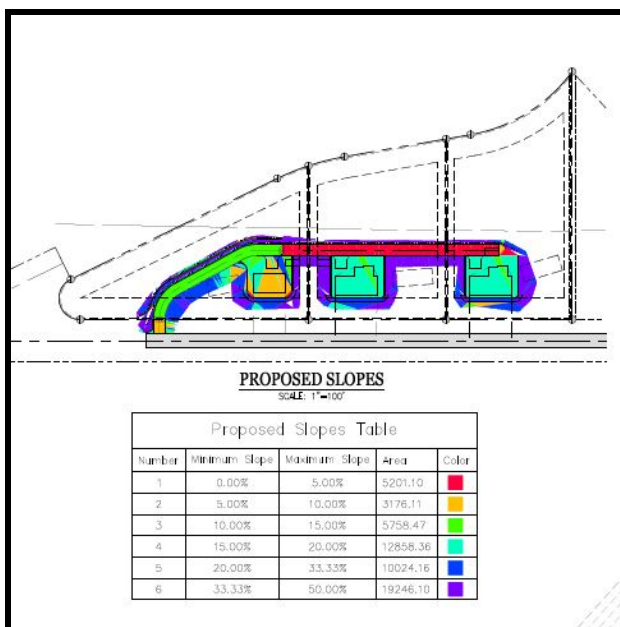 PROPOSED SLOPES
SCALE: 1"=100'
Proposed Slopes Table
Number Minimum Slope Maximum Slope Area Color
1 0.00% 5.00% 5201.10
2 5.00% 10.00% 3176.11
3 10.00% 15.00% 5758.47
4 15.00% 20.00% 12858.36
5 20.00% 33.33% 10024.16
6 33.33% 50.00% 19246.10